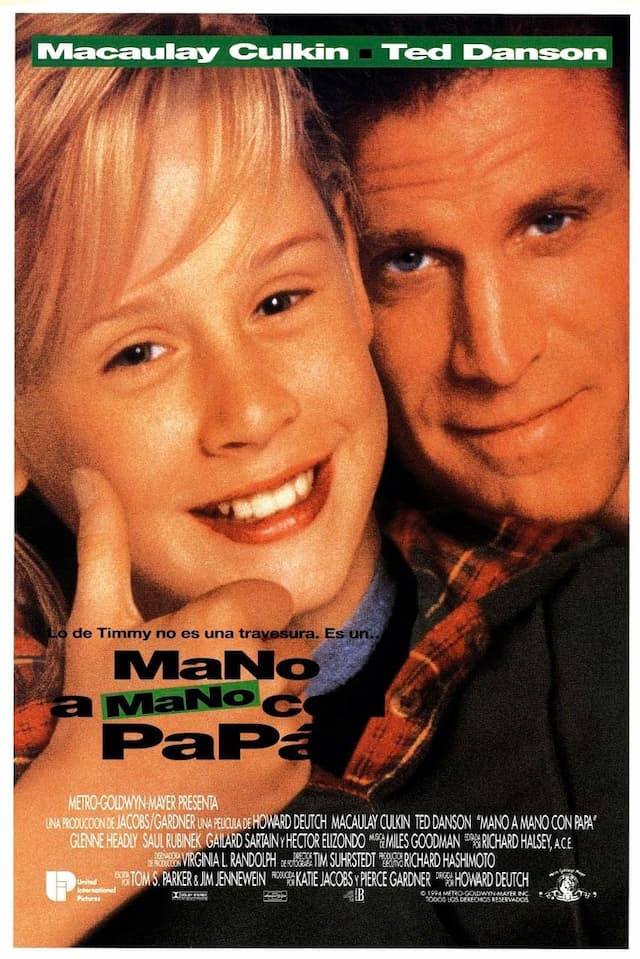 Macaulay Culkin ▪ Ted Danson
Lo de Timmy no es una travesura. Es un..
MaNo
a MaNo con
PaPá
METRO-GOLDWYN-MAYER PRESENTA
UNA PRODUCCION DE JACOBS/GARDNER UNA PELICULA DE HOWARD DEUTCH MACAULAY CULKIN TED DANSON "MANO A MANO CON PAPA"
GLENNE HEADLY SAUL RUBINEK GAILARD SARTAIN Y HECTOR ELIZONDO MUSICA DE MILES GOODMAN EDITADA POR RICHARD HALSEY, A.C.E.
DISENADORA DE PRODUCCION VIRGINIA L. RANDOLPH DIRECTOR DE FOTOGRAFIA TIM SUHRSTEDT PRODUCTOR EJECUTIVO RICHARD HASHIMOTO
ESCRITA POR TOM S. PARKER & JIM JENNEWEIN PRODUCIDA POR KATIE JACOBS Y PIERCE GARDNER DIRIGIDA POR HOWARD DEUTCH
United
International
Pictures
© 1994 METRO-GOLDWYN-MAYER INC.
TODOS LOS DERECHOS RESERVADOS.